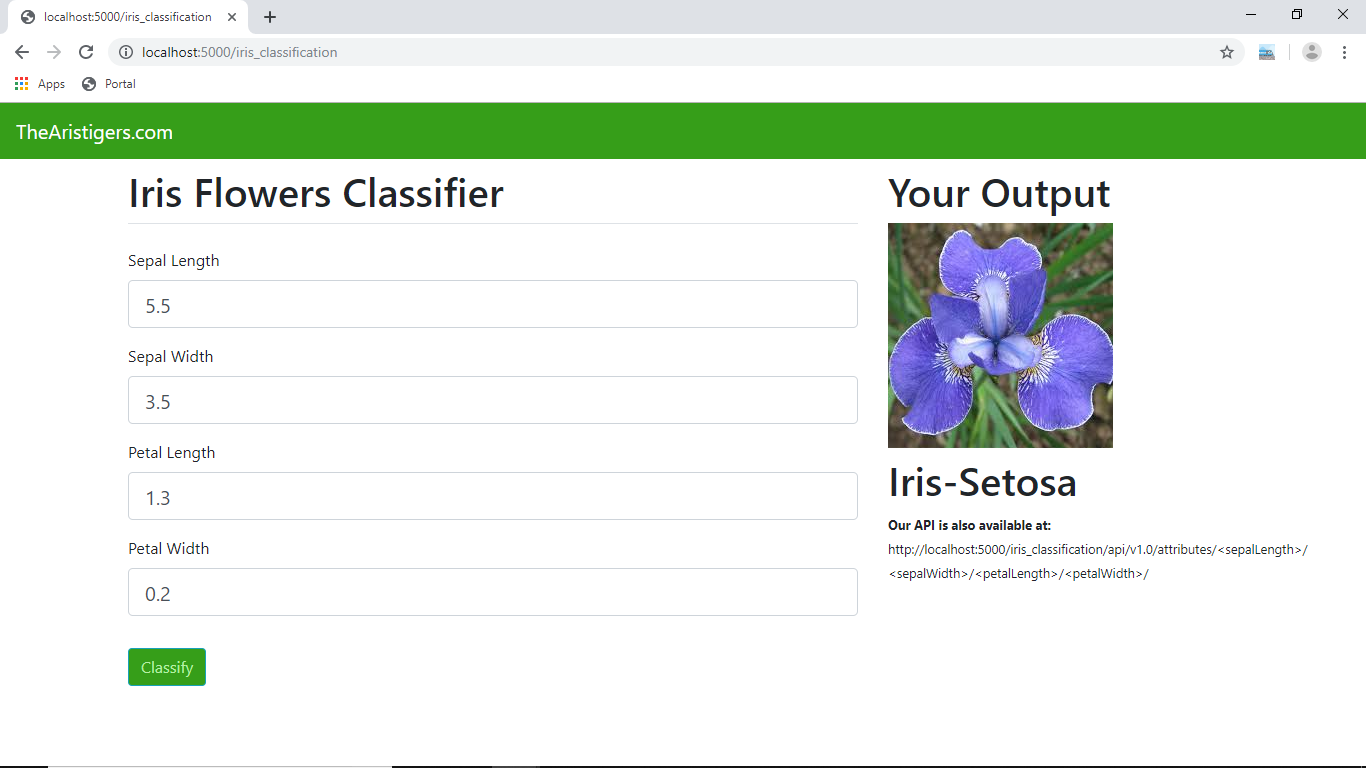 localhost:5000/iris_classification
localhost:5000/iris_classification
Apps
Portal
TheAristigers.com
Iris Flowers Classifier
Sepal Length
5.5
Sepal Width
3.5
Petal Length
1.3
Petal Width
0.2
Classify
Your Output
Iris-Setosa
Our API is also available at:
http://localhost:5000/iris_classification/api/v1.0/attributes/<sepalLength>/
<sepalWidth>/<petalLength>/<petalWidth>/